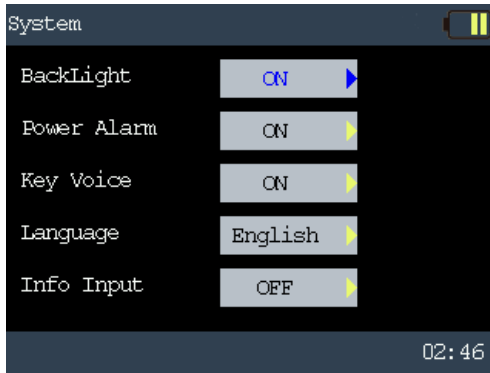 System
BackLight ON
Power Alarm ON
Key Voice ON
Language English
Info Input OFF
02:46